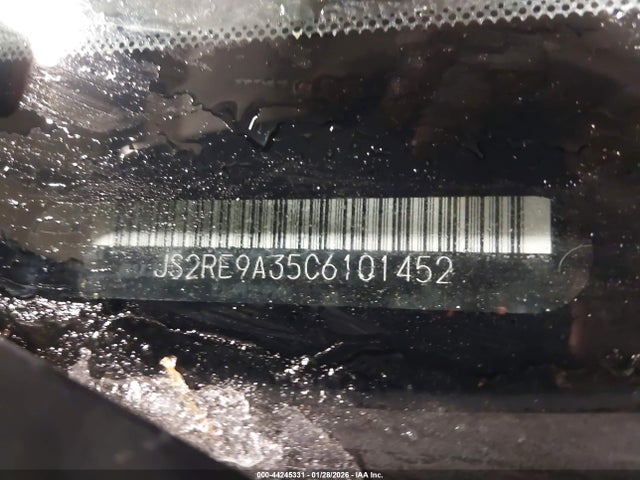 JS2RE9A35C6101452
000-44245331 | 01/28/2026 | IAA Inc.